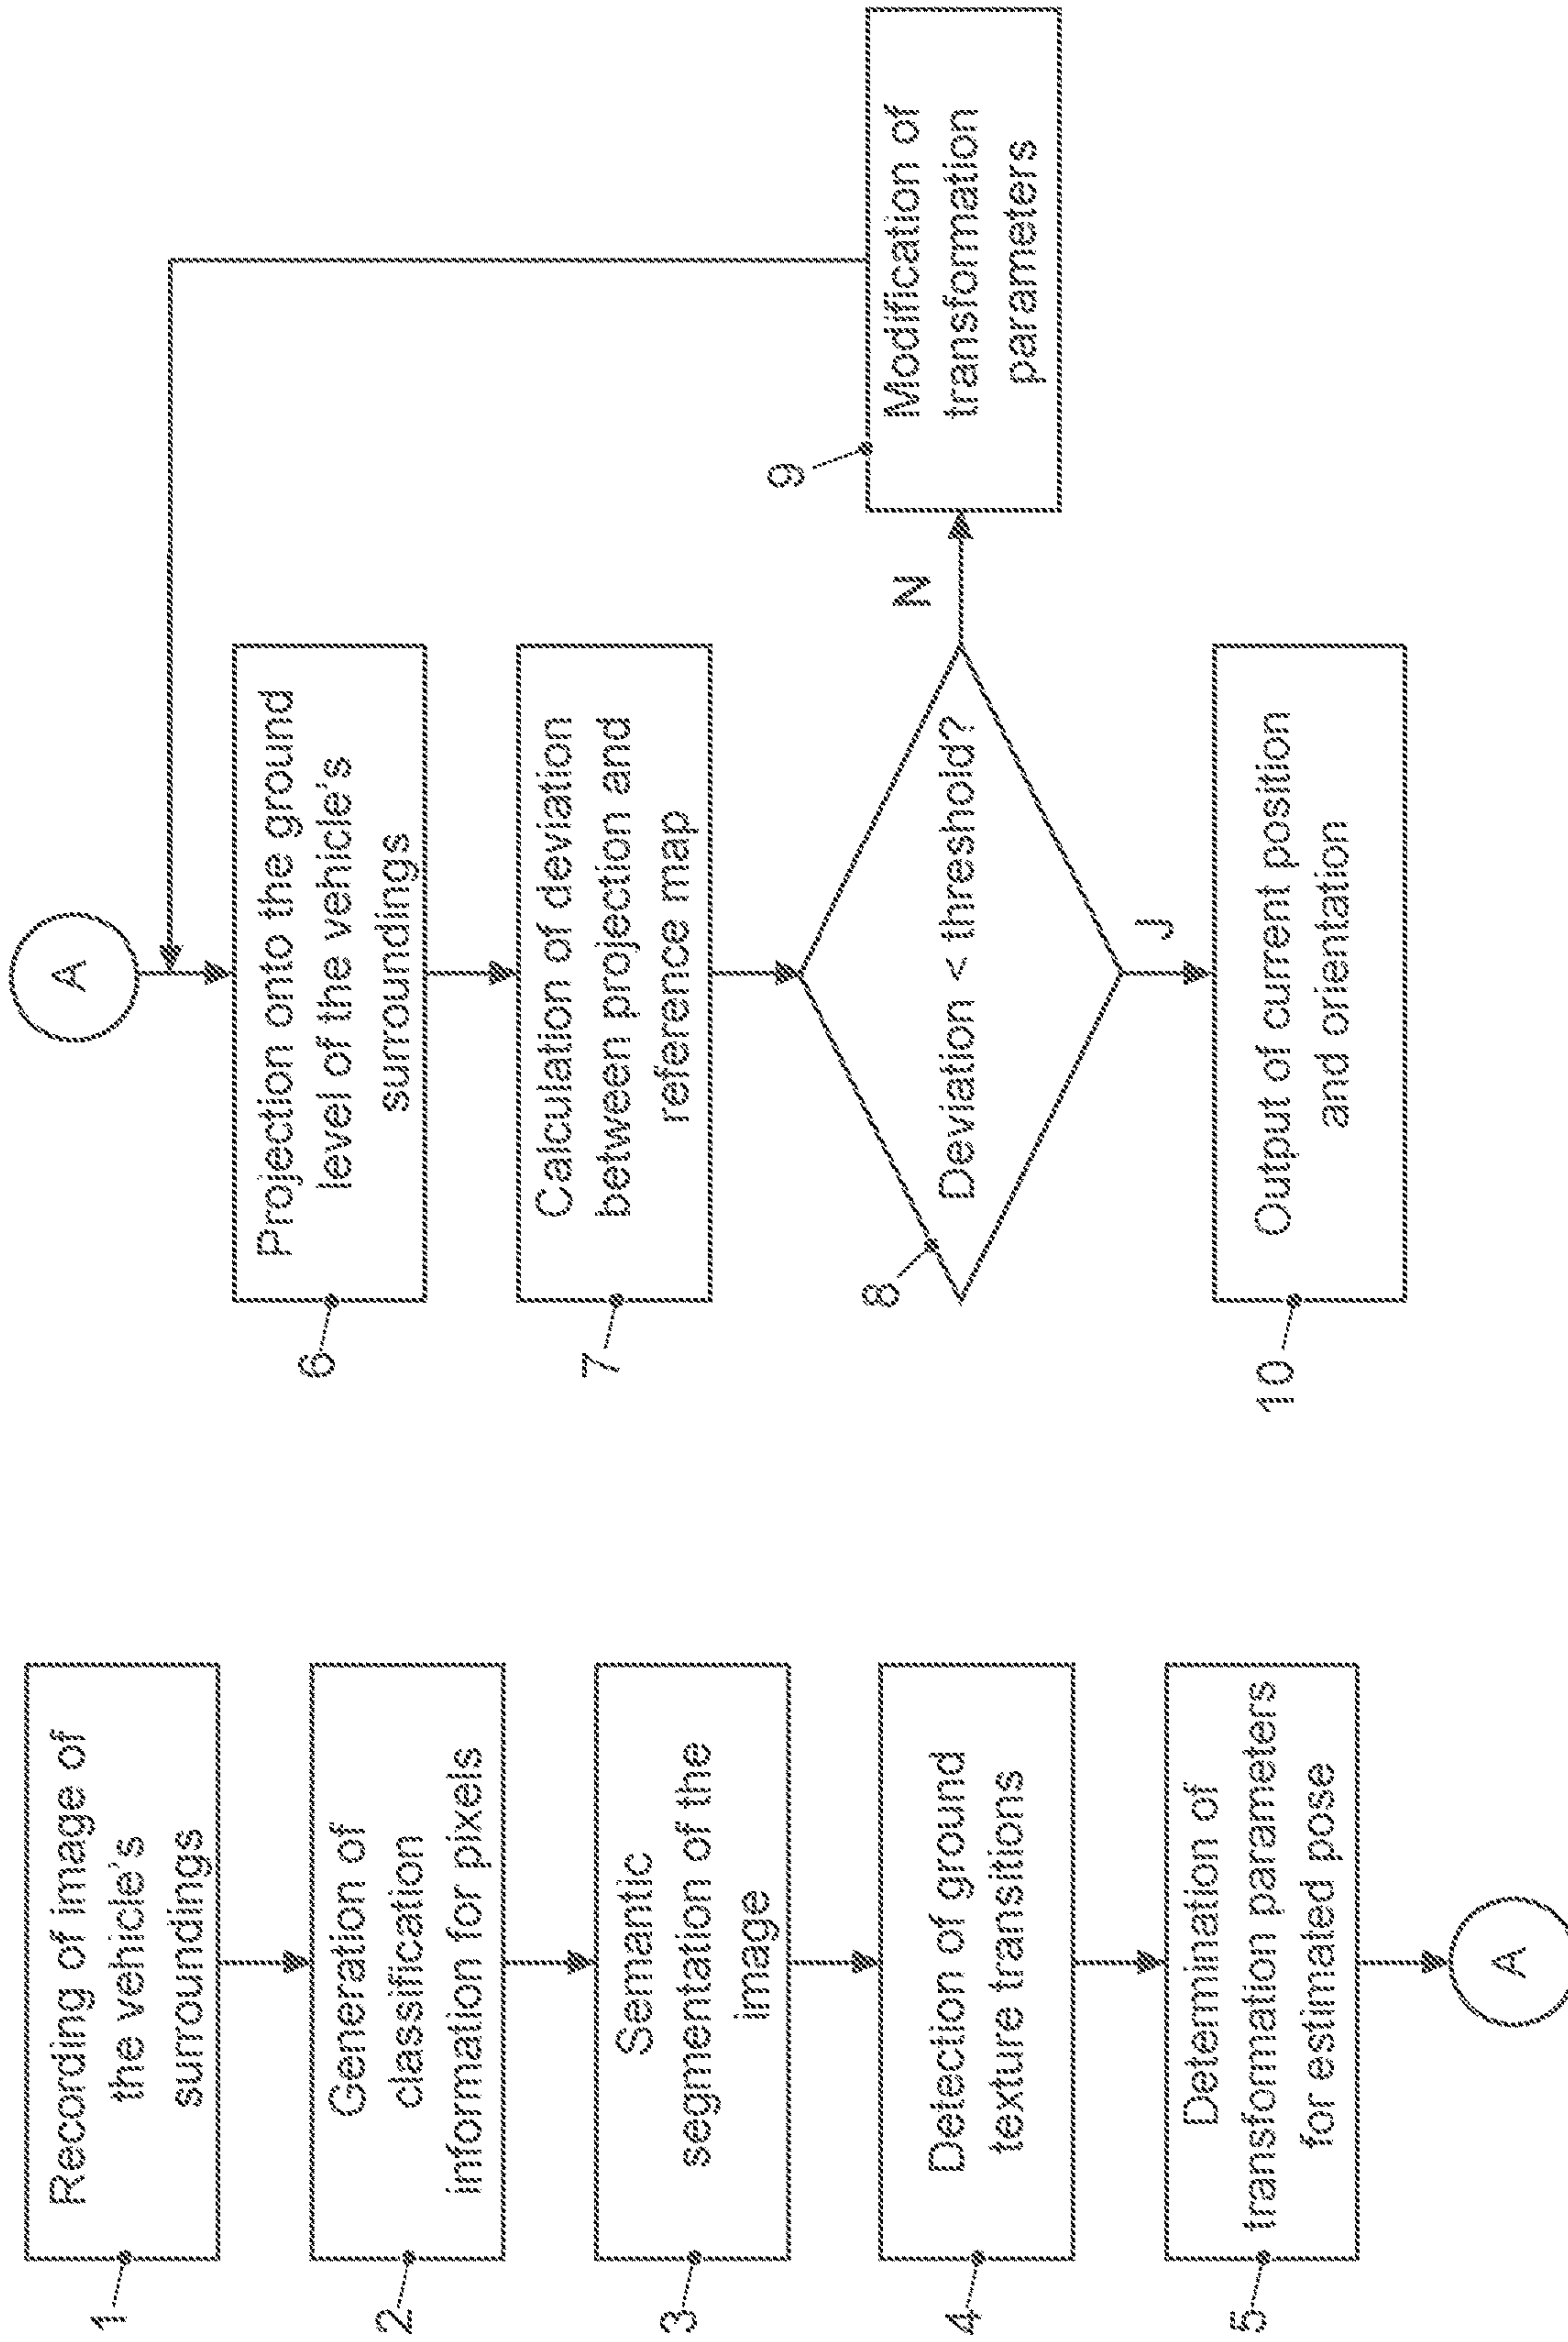 1
Recording of image of
the vehicle's
surroundings
2
Generation of
classification
information for pixels
3
Semantic
segmentation of the
image
4
Detection of ground
texture transitions
5
Determination of
transformation parameters
for estimated pose
A
A
6
Projection onto the ground
level of the vehicle's
surroundings
7
Calculation of deviation
between projection and
reference map
8
Deviation < threshold?
N
9
Modification of
transformation
parameters
J
10
Output of current position
and orientation